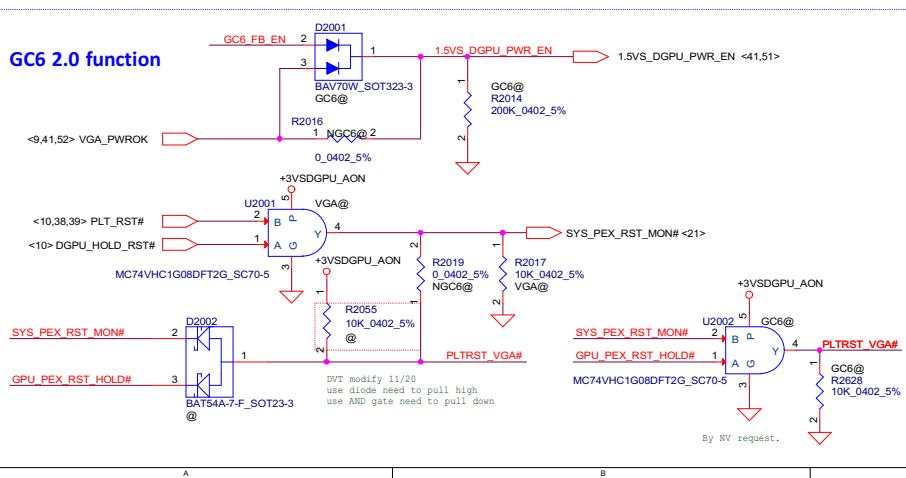 GC6 2.0 function
D2001
GC6_FB_EN
2
1
3
1.5VS_DGPU_PWR_EN
1.5VS_DGPU_PWR_EN <41,51>
BAV70W_SOT323-3
GC6@
1
GC6@
R2014
200K_0402_5%
2
R2016
<9,41,52> VGA_PWROK
1 NGC6@ 2
0_0402_5%
+3VSDGPU_AON
U2001
5
VGA@
<10,38,39> PLT_RST#
2
B
P
Y
4
<10> DGPU_HOLD_RST#
1
A
G
3
SYS_PEX_RST_MON# <21>
MC74VHC1G08DFT2G_SC70-5
2
R2019
0_0402_5%
NGC6@
1
1
R2017
10K_0402_5%
VGA@
2
+3VSDGPU_AON
1
R2055
10K_0402_5%
@
2
D2002
SYS_PEX_RST_MON#
2
1
PLTRST_VGA#
GPU_PEX_RST_HOLD#
3
BAT54A-7-F_SOT23-3
@
DVT modify 11/20
use diode need to pull high
use AND gate need to pull down
+3VSDGPU_AON
U2002
5
GC6@
SYS_PEX_RST_MON#
2
B
P
Y
4
PLTRST_VGA#
GPU_PEX_RST_HOLD#
1
A
G
3
MC74VHC1G08DFT2G_SC70-5
1
GC6@
R2628
10K_0402_5%
2
By NV request.
A
B